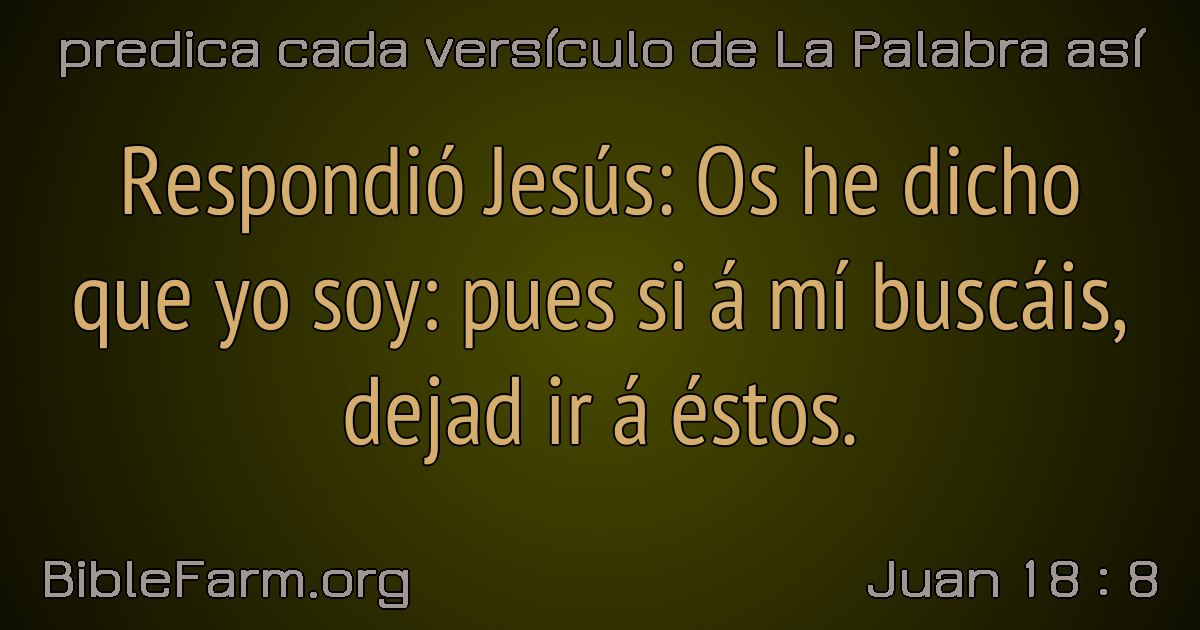 predica cada versículo de La Palabra así
Respondió Jesús: Os he dicho
que yo soy: pues si á mí buscáis,
dejad ir á éstos.
BibleFarm.org
Juan 18 : 8